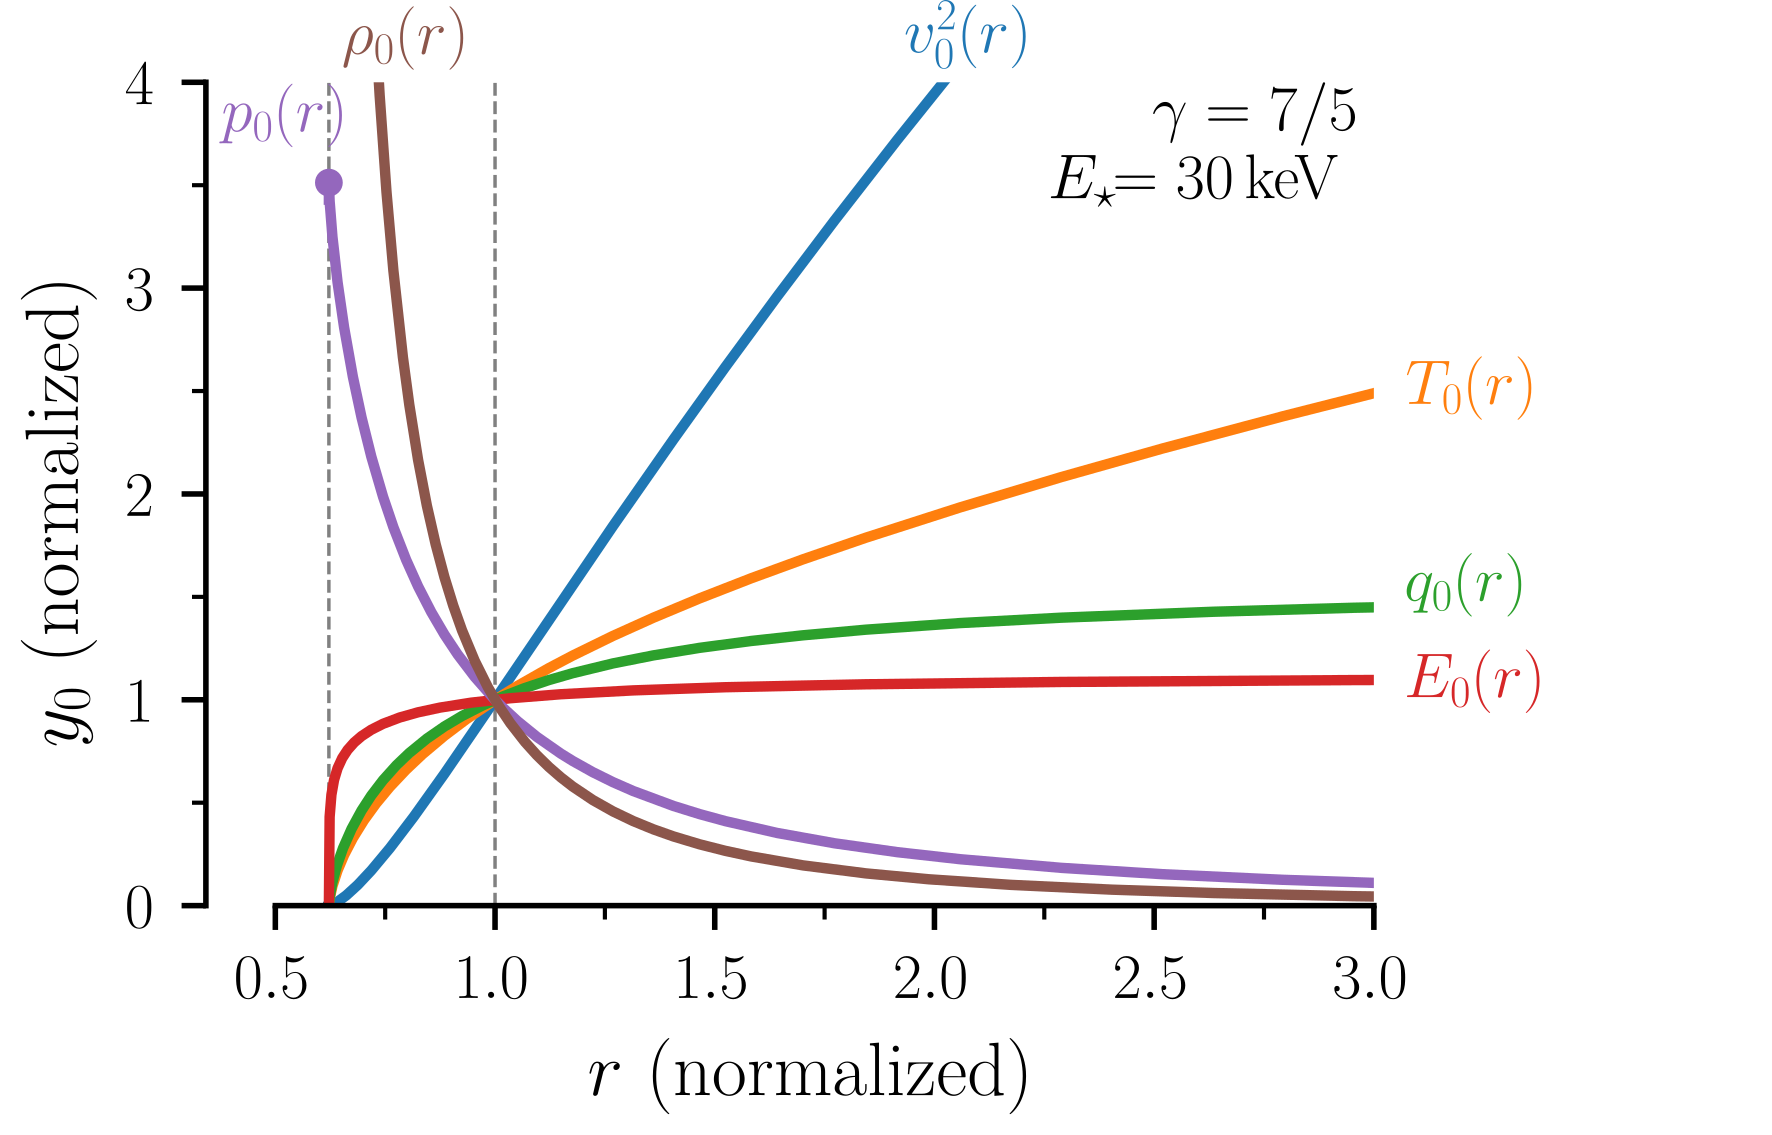 ρ₀(r)
v₀²(r)
p₀(r)
γ = 7/5
E⋆= 30 keV
T₀(r)
q₀(r)
E₀(r)
y₀ (normalized)
4
3
2
1
0
0.5 1.0 1.5 2.0 2.5 3.0
r (normalized)